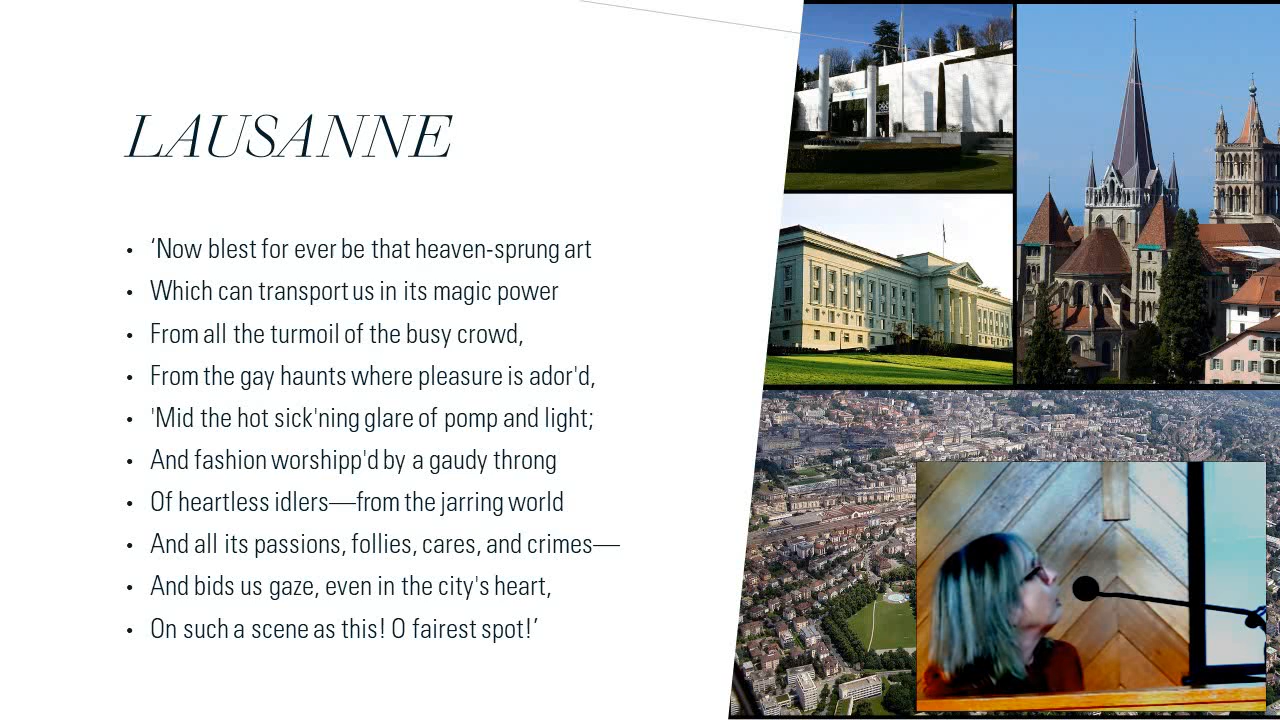 LAUSANNE
• ‘Now blest for ever be that heaven-sprung art
• Which can transport us in its magic power
• From all the turmoil of the busy crowd,
• From the gay haunts where pleasure is ador'd,
• 'Mid the hot sick'ning glare of pomp and light;
• And fashion worshipp'd by a gaudy throng
• Of heartless idlers—from the jarring world
• And all its passions, follies, cares, and crimes—
• And bids us gaze, even in the city's heart,
• On such a scene as this! O fairest spot!’